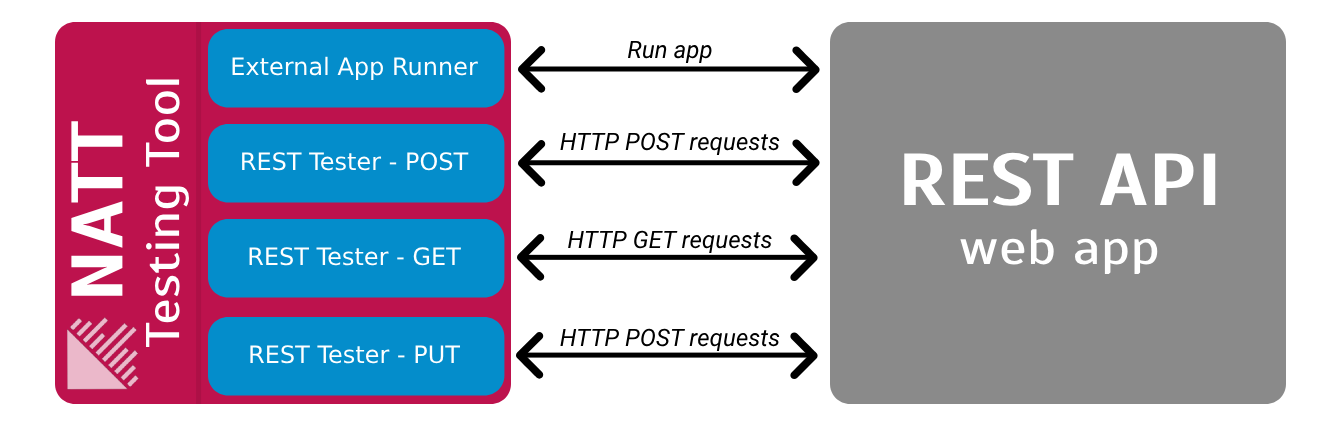 NATT
Testing Tool
External App Runner
Run app
REST Tester - POST
HTTP POST requests
REST Tester - GET
HTTP GET requests
REST Tester - PUT
HTTP POST requests
REST API
web app